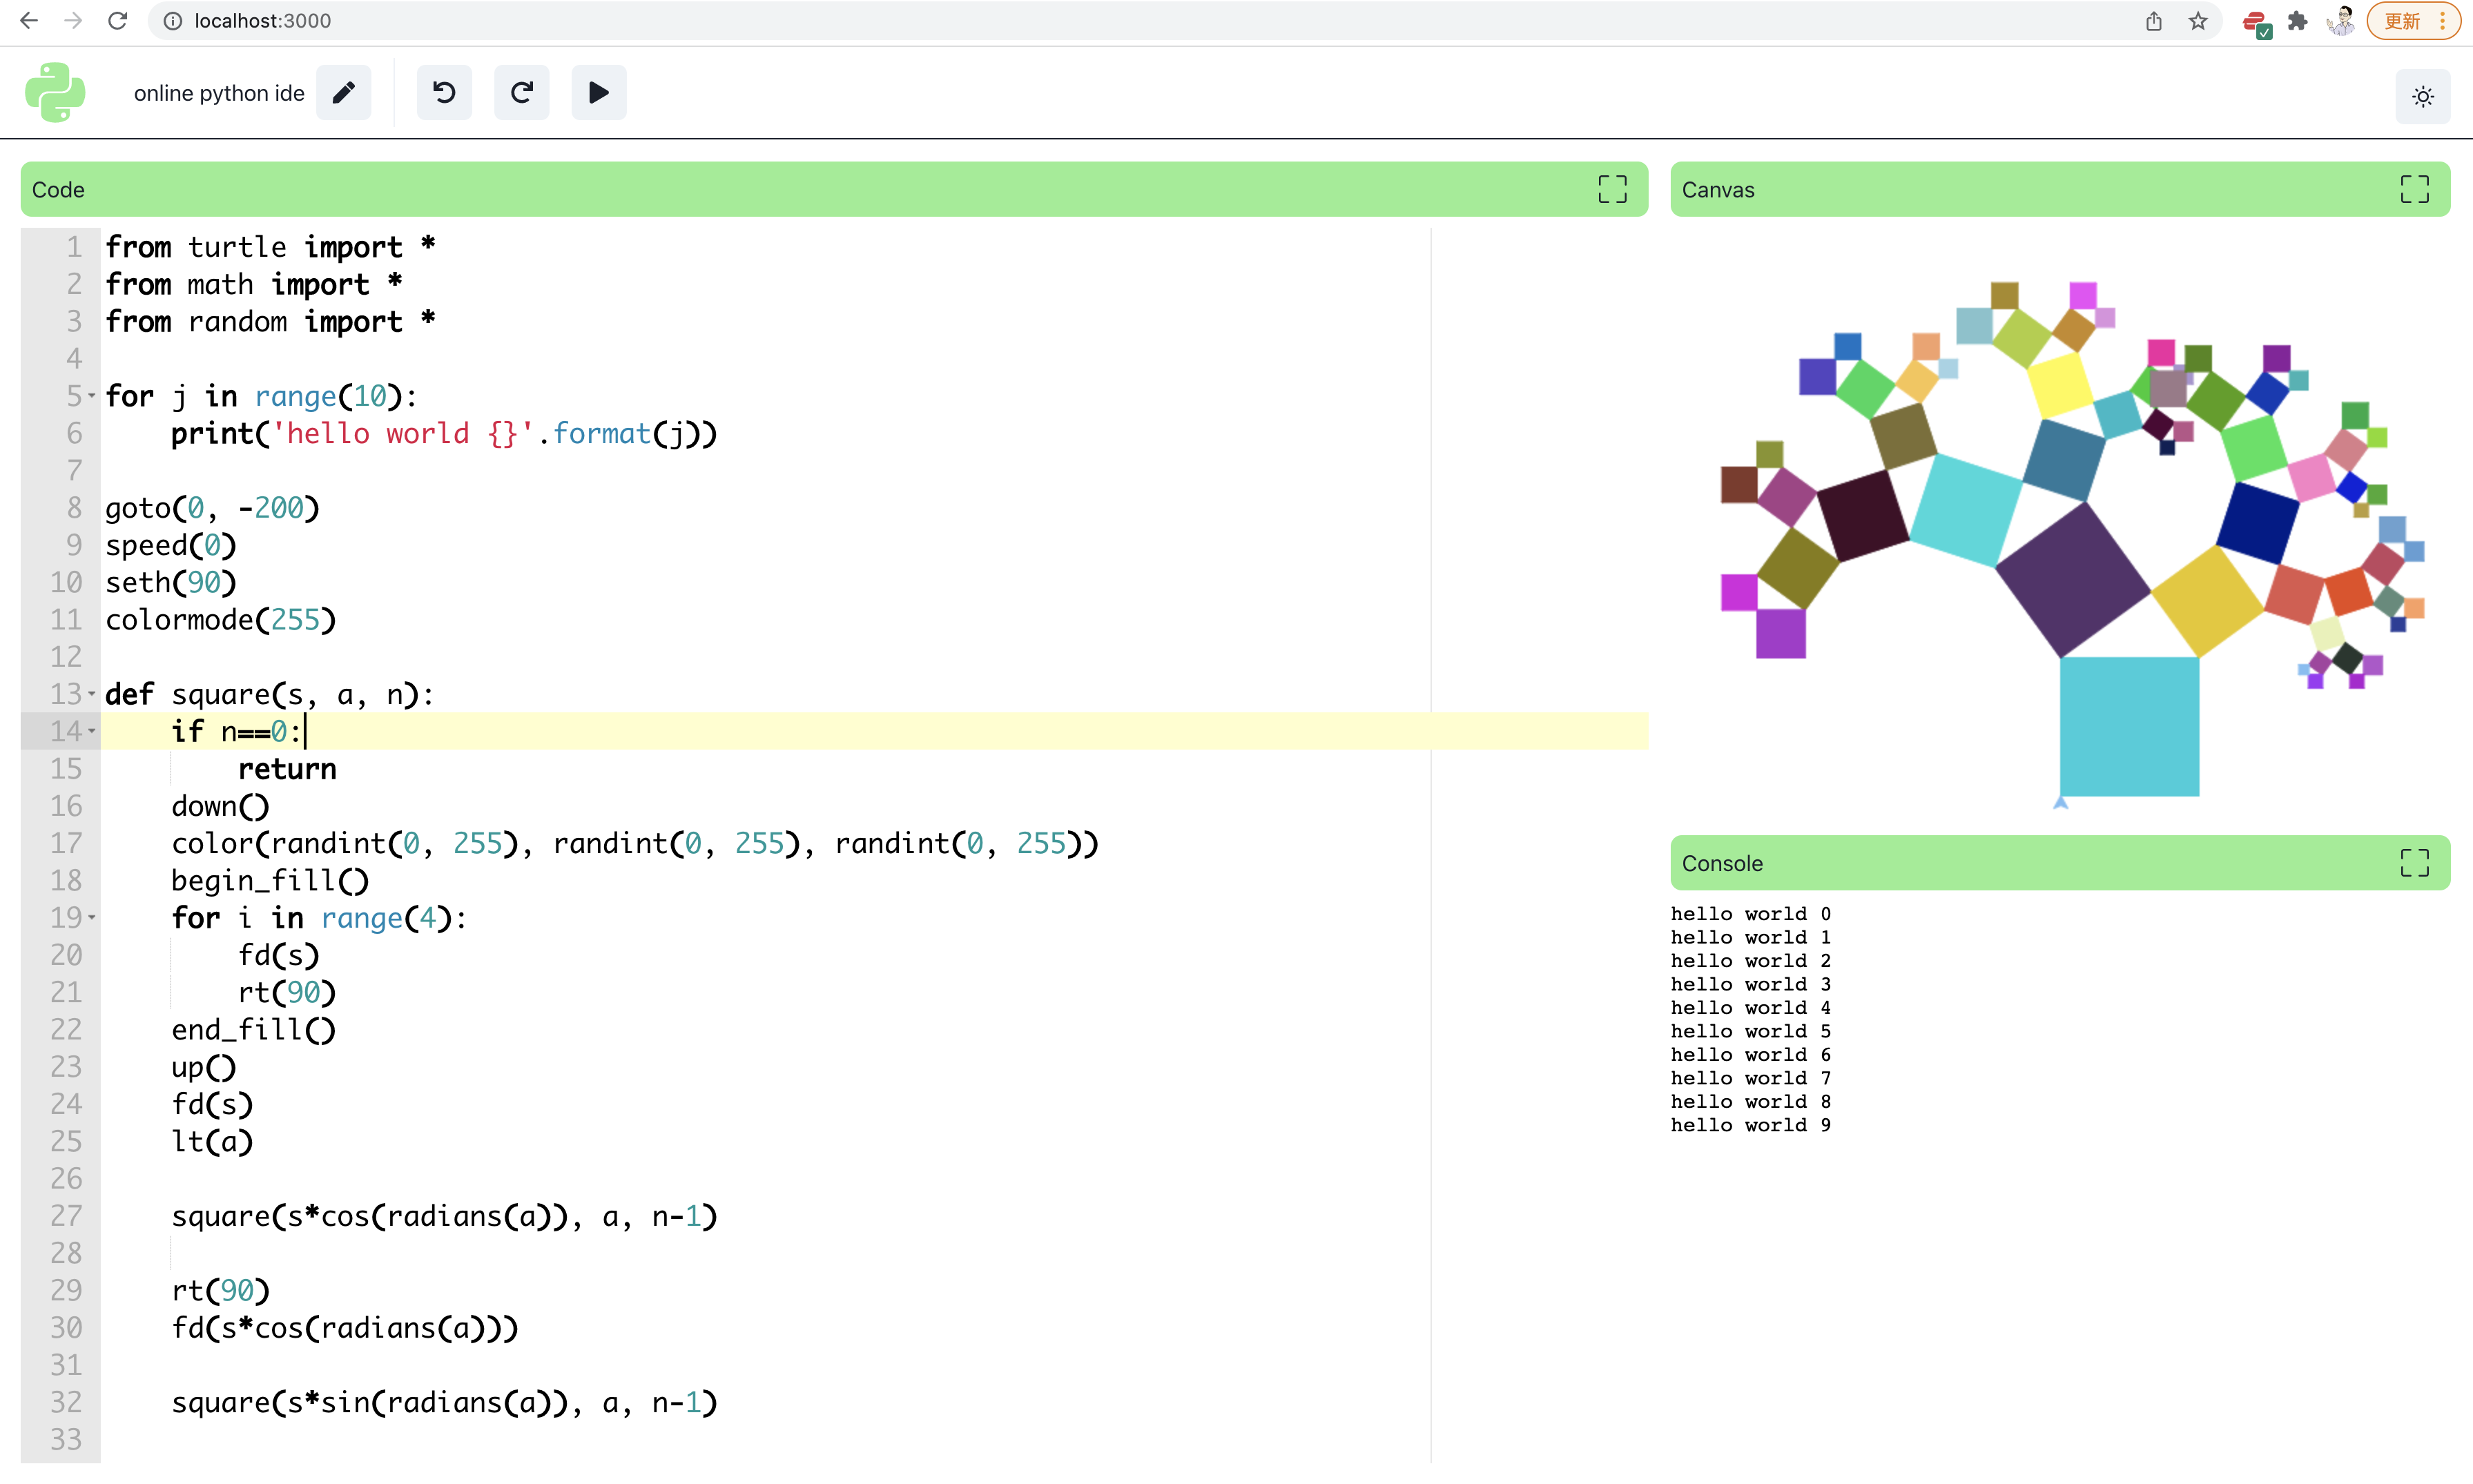 localhost:3000
更新
online python ide
Code
1 from turtle import *
2 from math import *
3 from random import *
4
5 for j in range(10):
6     print('hello world {}'.format(j))
7
8 goto(0, -200)
9 speed(0)
10 seth(90)
11 colormode(255)
12
13 def square(s, a, n):
14     if n==0:
15         return
16     down()
17     color(randint(0, 255), randint(0, 255), randint(0, 255))
18     begin_fill()
19     for i in range(4):
20         fd(s)
21         rt(90)
22     end_fill()
23     up()
24     fd(s)
25     lt(a)
26
27     square(s*cos(radians(a)), a, n-1)
28
29     rt(90)
30     fd(s*cos(radians(a)))
31
32     square(s*sin(radians(a)), a, n-1)
33
Canvas
Console
hello world 0
hello world 1
hello world 2
hello world 3
hello world 4
hello world 5
hello world 6
hello world 7
hello world 8
hello world 9